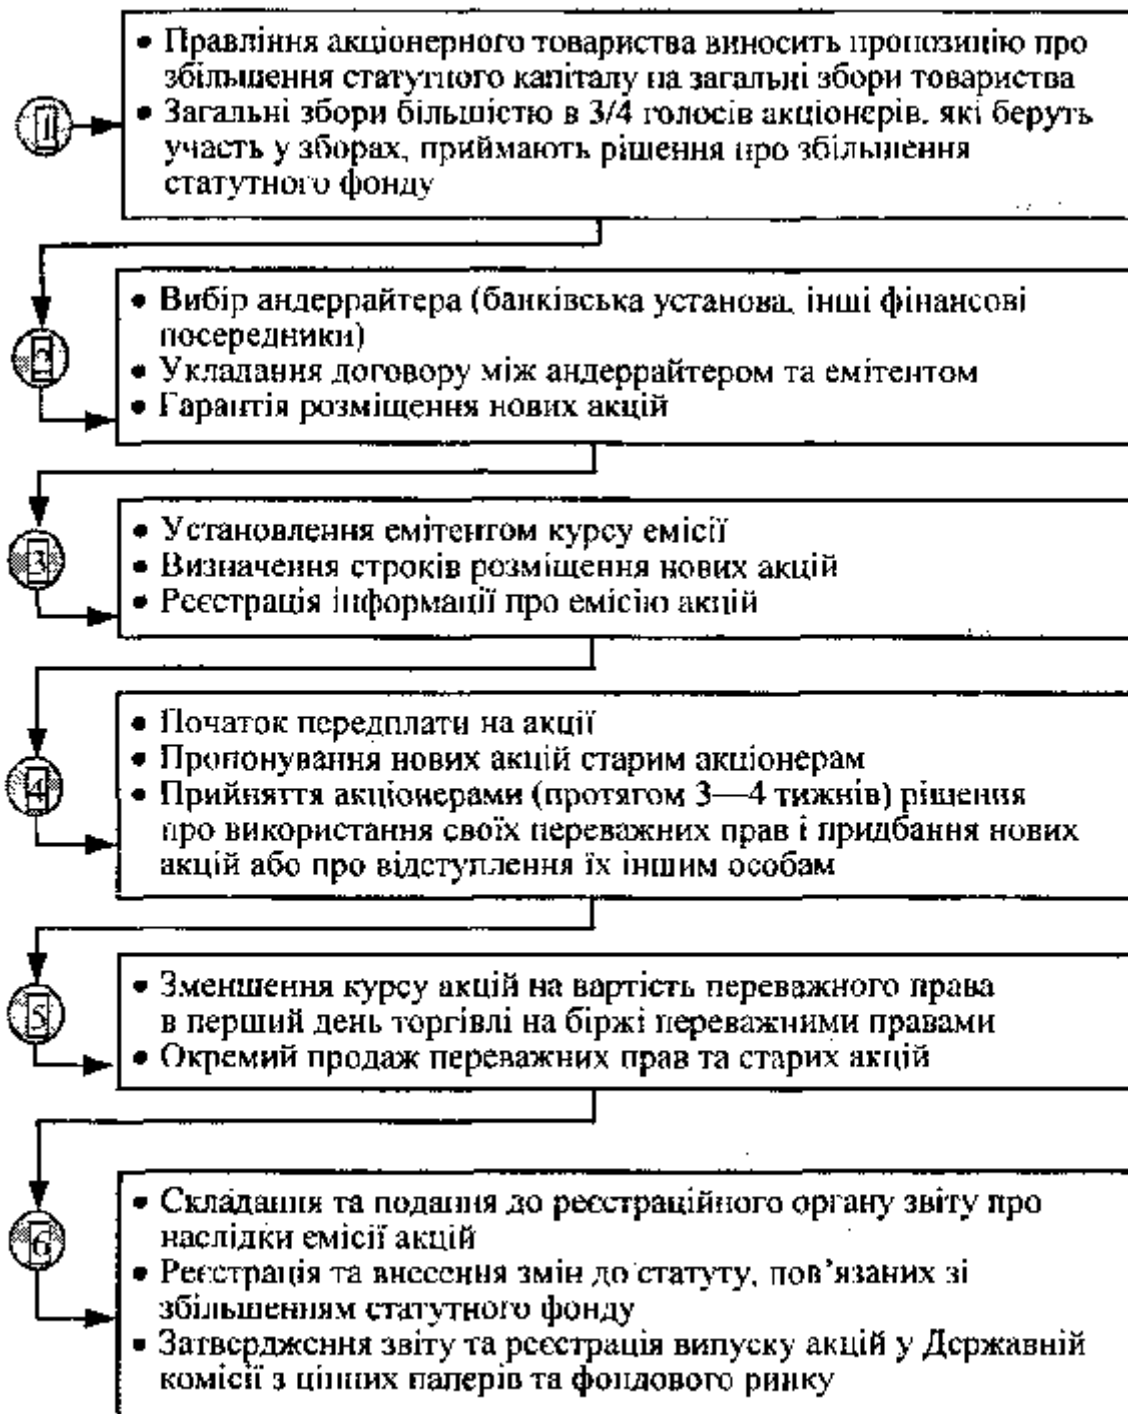 • Правління акціонерного товариства виносить пропозицію про
збільшення статутного капіталу на загальні збори товариства
1
• Загальні збори більшістю в 3/4 голосів акціонерів, які беруть
участь у зборах, приймають рішення про збільшення
статутного фонду
• Вибір андеррайтера (банківська установа, інші фінансові
посередники)
2
• Укладання договору між андеррайтером та емітентом
• Гарантія розміщення нових акцій
• Установлення емітентом курсу емісії
3
• Визначення строків розміщення нових акцій
• Реєстрація інформації про емісію акцій
• Початок передплати на акції
• Пропонування нових акцій старим акціонерам
4
• Прийняття акціонерами (протягом 3—4 тижнів) рішення
про використання своїх переважних прав і придбання нових
акцій або про відступлення їх іншим особам
• Зменшення курсу акцій на вартість переважного права
5
в перший день торгівлі на біржі переважними правами
• Окремий продаж переважних прав та старих акцій
• Складання та подання до реєстраційного органу звіту про
6
наслідки емісії акцій
• Реєстрація та внесення змін до статуту, пов’язаних зі
збільшенням статутного фонду
• Затвердження звіту та реєстрація випуску акцій у Державній
комісії з цінних паперів та фондового ринку